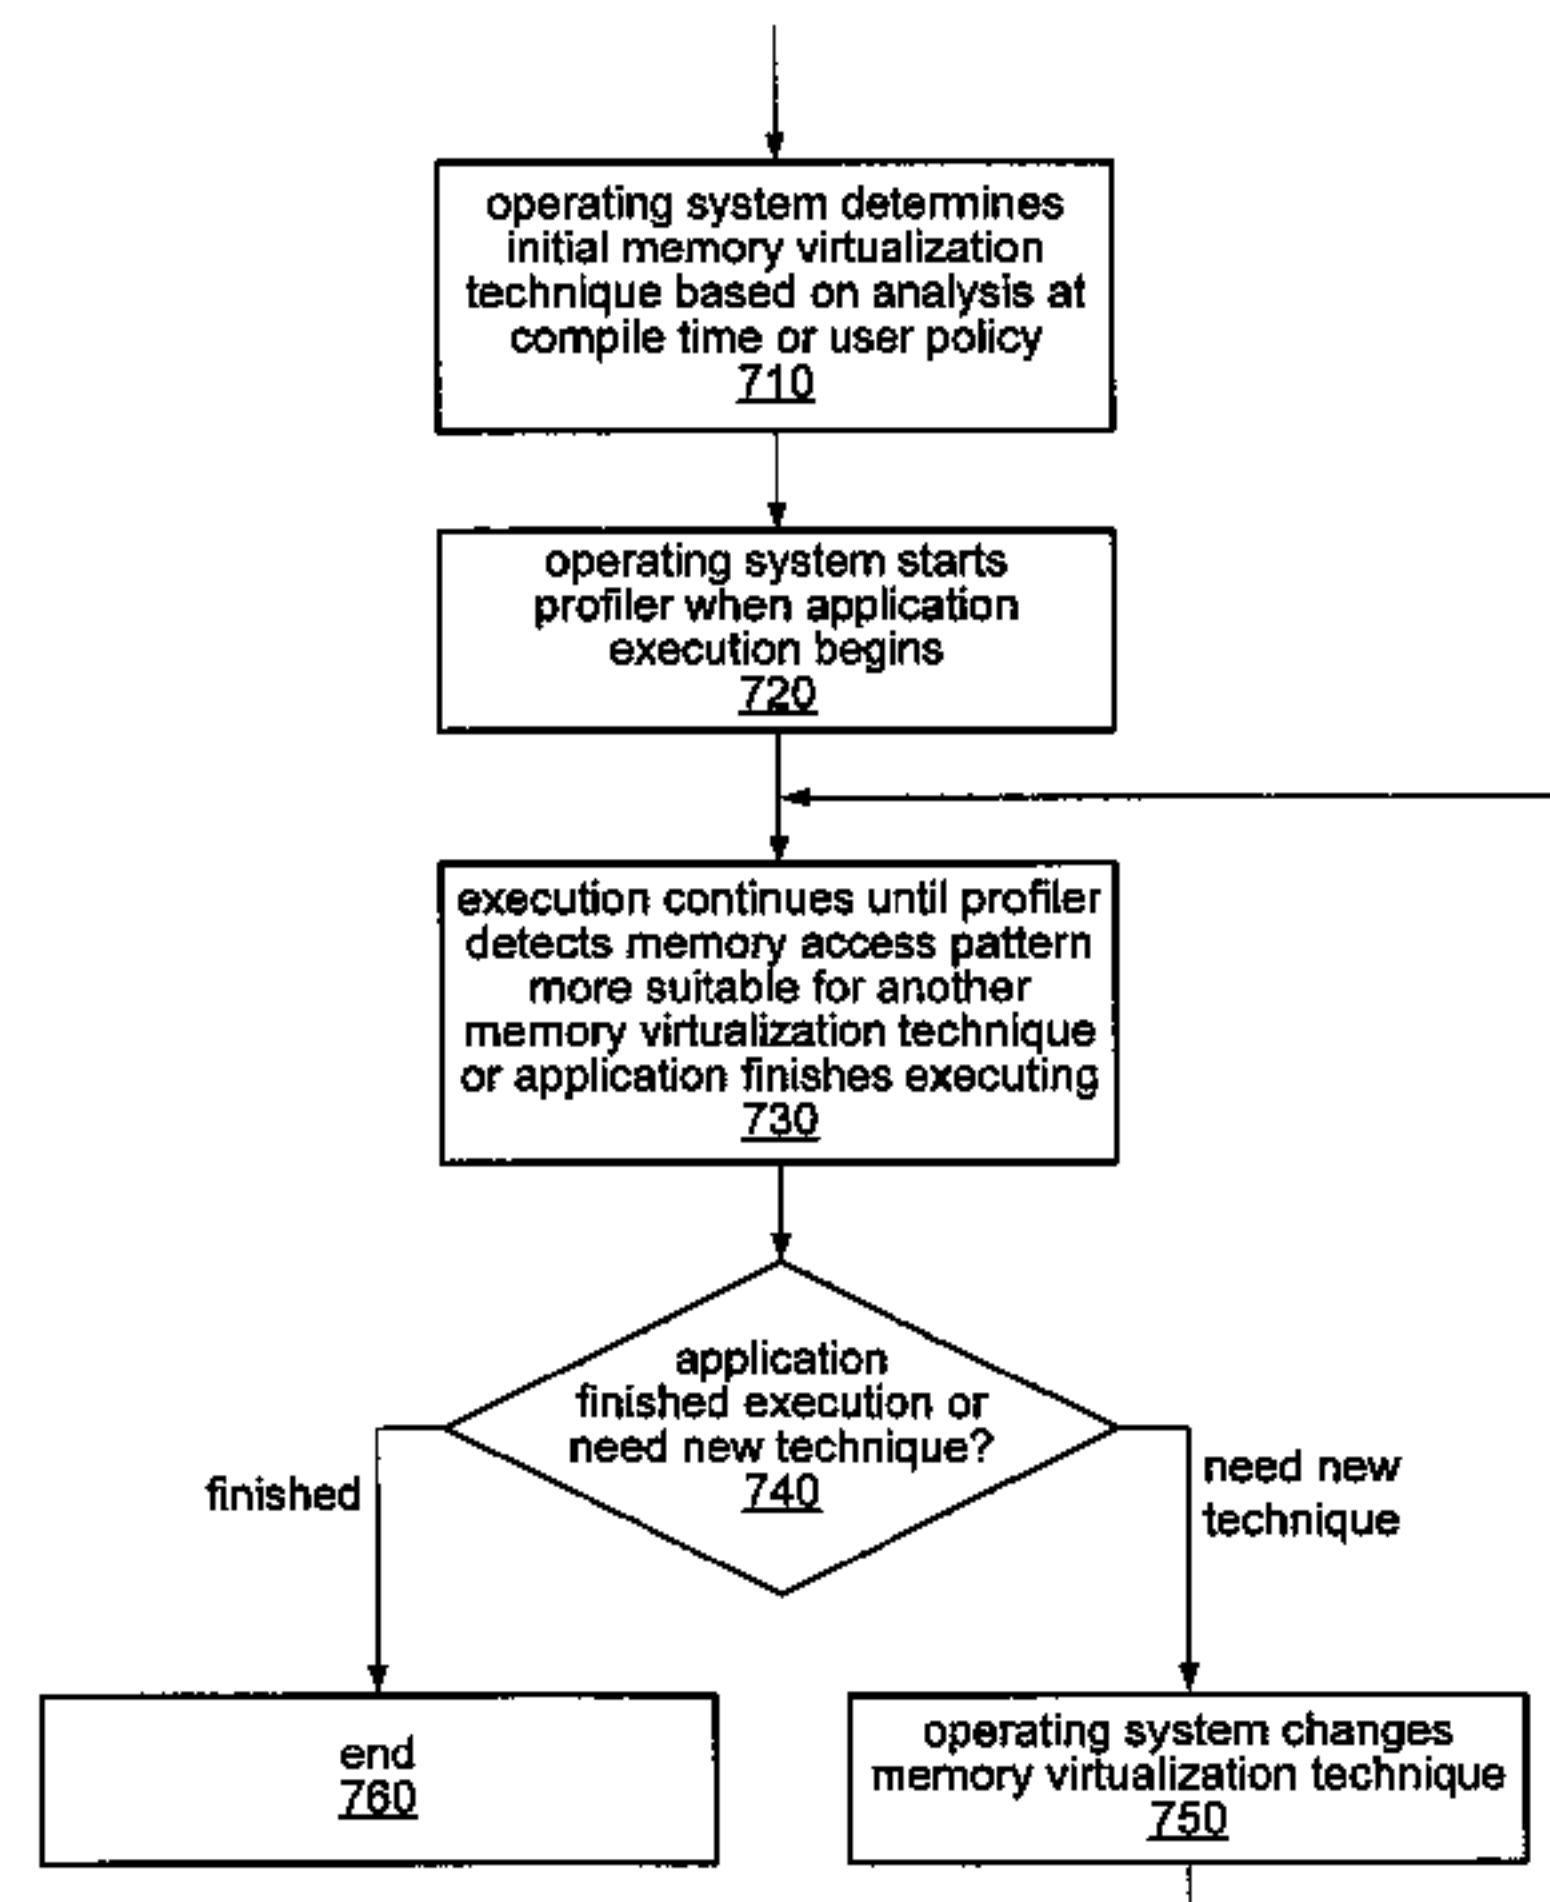 operating system determines
initial memory virtualization
technique based on analysis at
compile time or user policy
710
operating system starts
profiler when application
execution begins
720
execution continues until profiler
detects memory access pattern
more suitable for another
memory virtualization technique
or application finishes executing
730
application
finished execution or
need new technique?
740
finished
need new
technique
end
760
operating system changes
memory virtualization technique
750